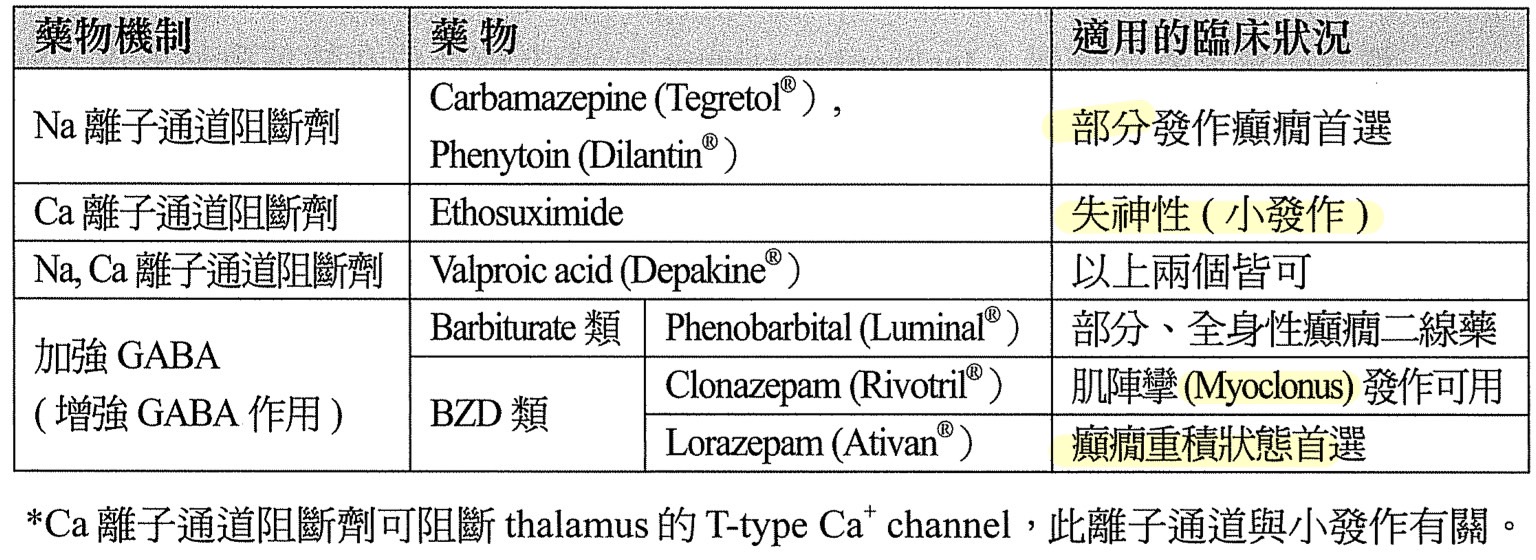 藥物機制 藥物 適用的臨床狀況
Na 離子通道阻斷劑 Carbamazepine (Tegretol®),
Phenytoin (Dilantin®) 部分發作癲癇首選
Ca 離子通道阻斷劑 Ethosuximide 失神性 ( 小發作 )
Na, Ca 離子通道阻斷劑 Valproic acid (Depakine®) 以上兩個皆可
加強 GABA
( 增強 GABA 作用 )
Barbiturate 類 Phenobarbital (Luminal®) 部分、全身性癲癇二線藥
BZD 類 Clonazepam (Rivotril®) 肌陣攣 (Myoclonus) 發作可用
Lorazepam (Ativan®) 癲癇重積狀態首選
*Ca 離子通道阻斷劑可阻斷 thalamus 的 T-type Ca⁺ channel,此離子通道與小發作有關。